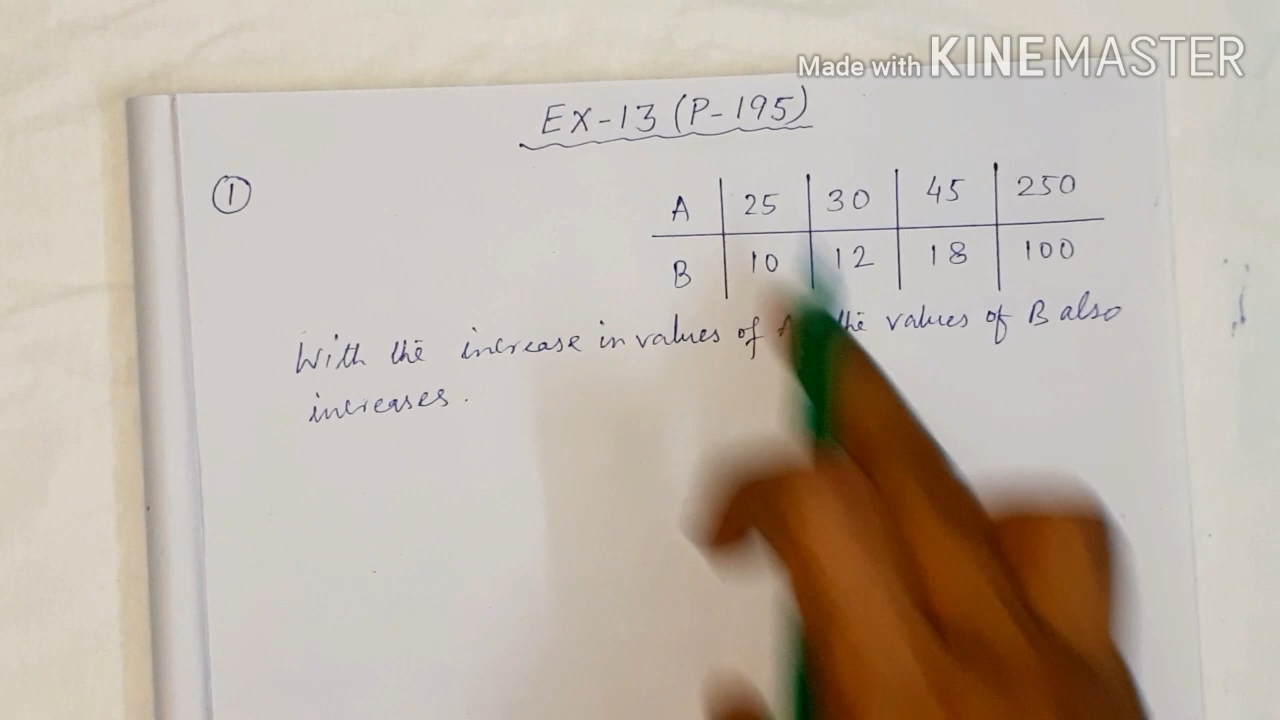 Made with KINEMASTER
EX-13 (P-195)
1
A 25 30 45 250
B 10 12 18 100
With the increase in values of A the values of B also
increases.